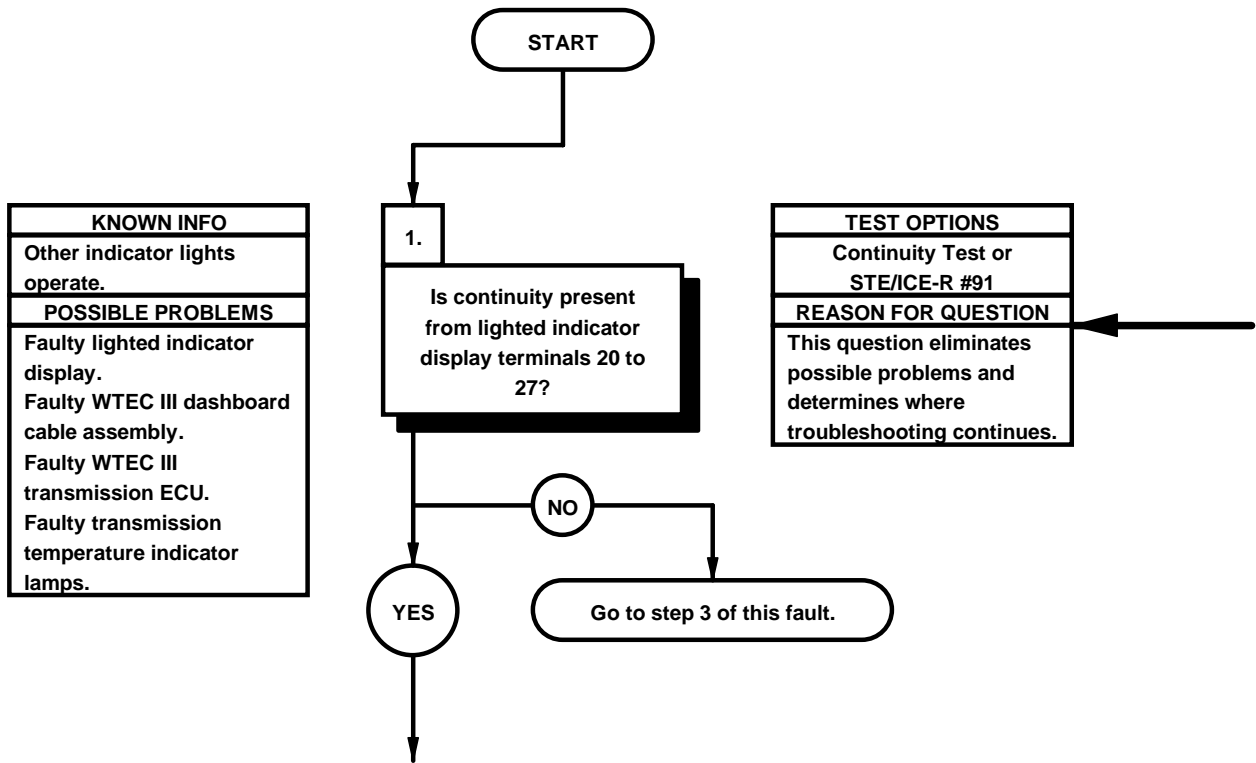 START
KNOWN INFO
Other indicator lights
operate.
POSSIBLE PROBLEMS
Faulty lighted indicator
display.
Faulty WTEC III dashboard
cable assembly.
Faulty WTEC III
transmission ECU.
Faulty transmission
temperature indicator
lamps.
1.
Is continuity present
from lighted indicator
display terminals 20 to
27?
TEST OPTIONS
Continuity Test or
STE/ICE-R #91
REASON FOR QUESTION
This question eliminates
possible problems and
determines where
troubleshooting continues.
NO
YES
Go to step 3 of this fault.